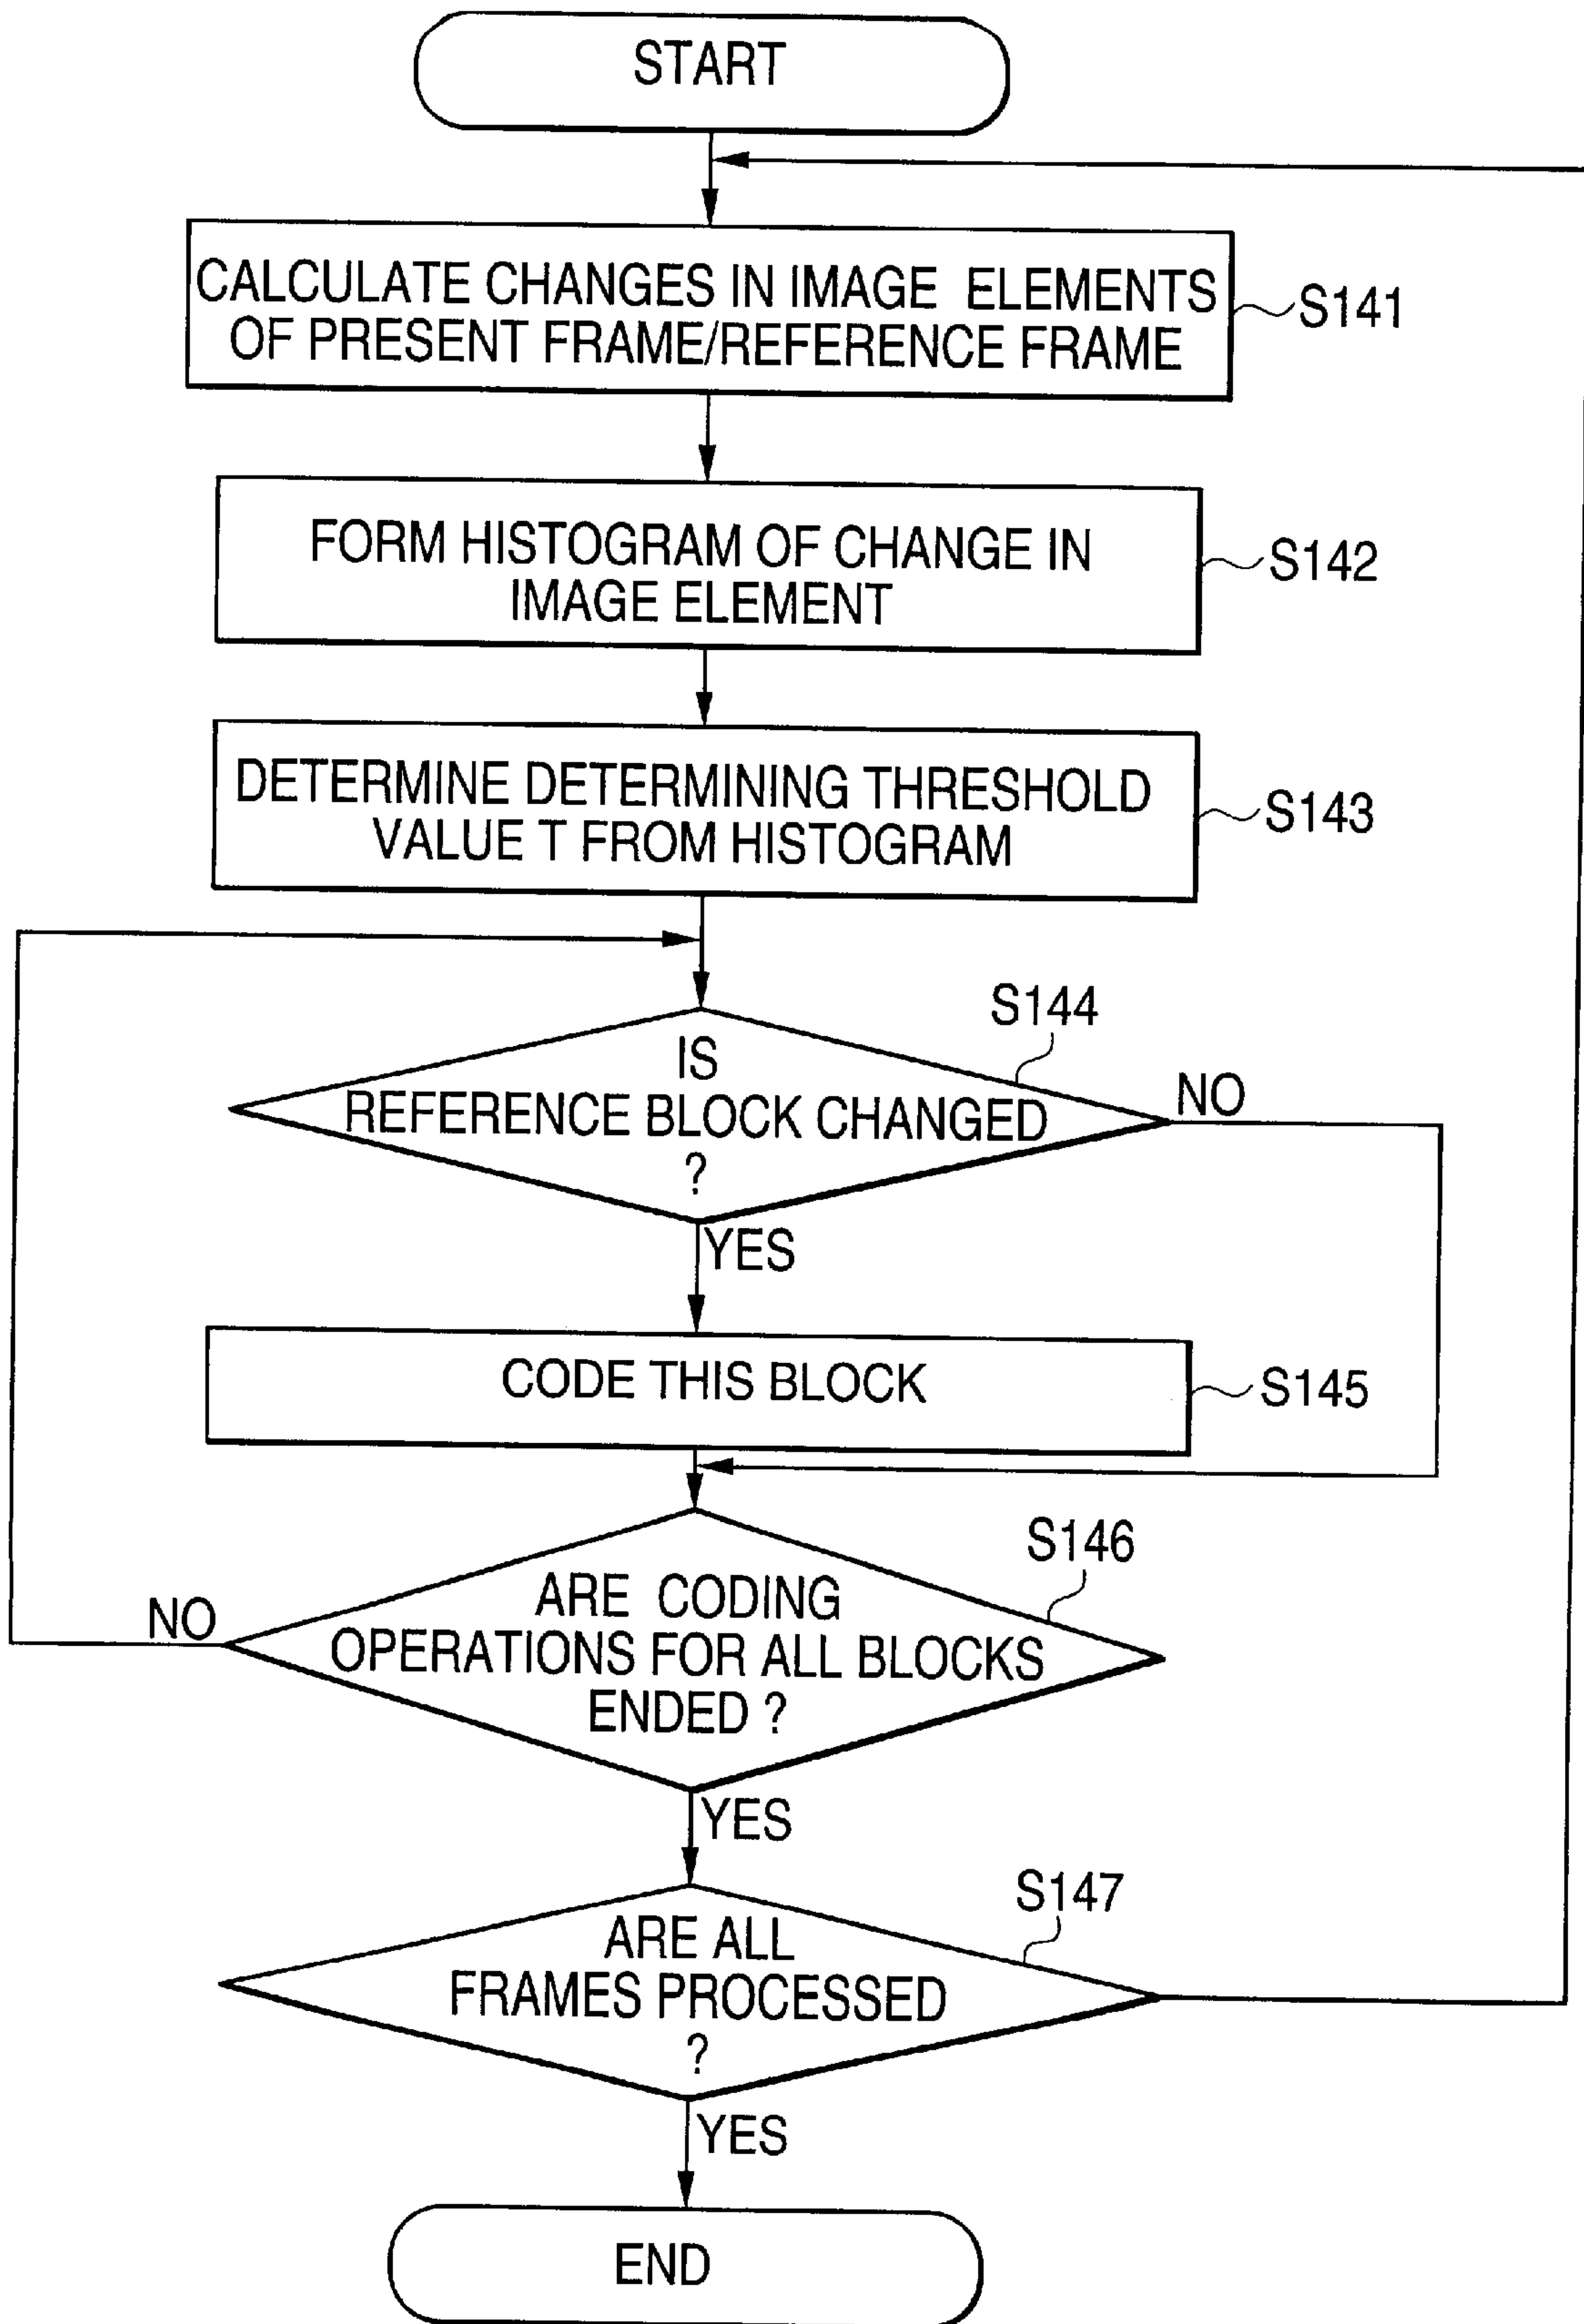 START
CALCULATE CHANGES IN IMAGE ELEMENTS
OF PRESENT FRAME/REFERENCE FRAME
S141
FORM HISTOGRAM OF CHANGE IN
IMAGE ELEMENT
S142
DETERMINE DETERMINING THRESHOLD
VALUE T FROM HISTOGRAM
S143
S144
IS
REFERENCE BLOCK CHANGED
?
NO
YES
CODE THIS BLOCK
S145
S146
ARE CODING
OPERATIONS FOR ALL BLOCKS
ENDED ?
NO
YES
S147
ARE ALL
FRAMES PROCESSED
?
YES
END